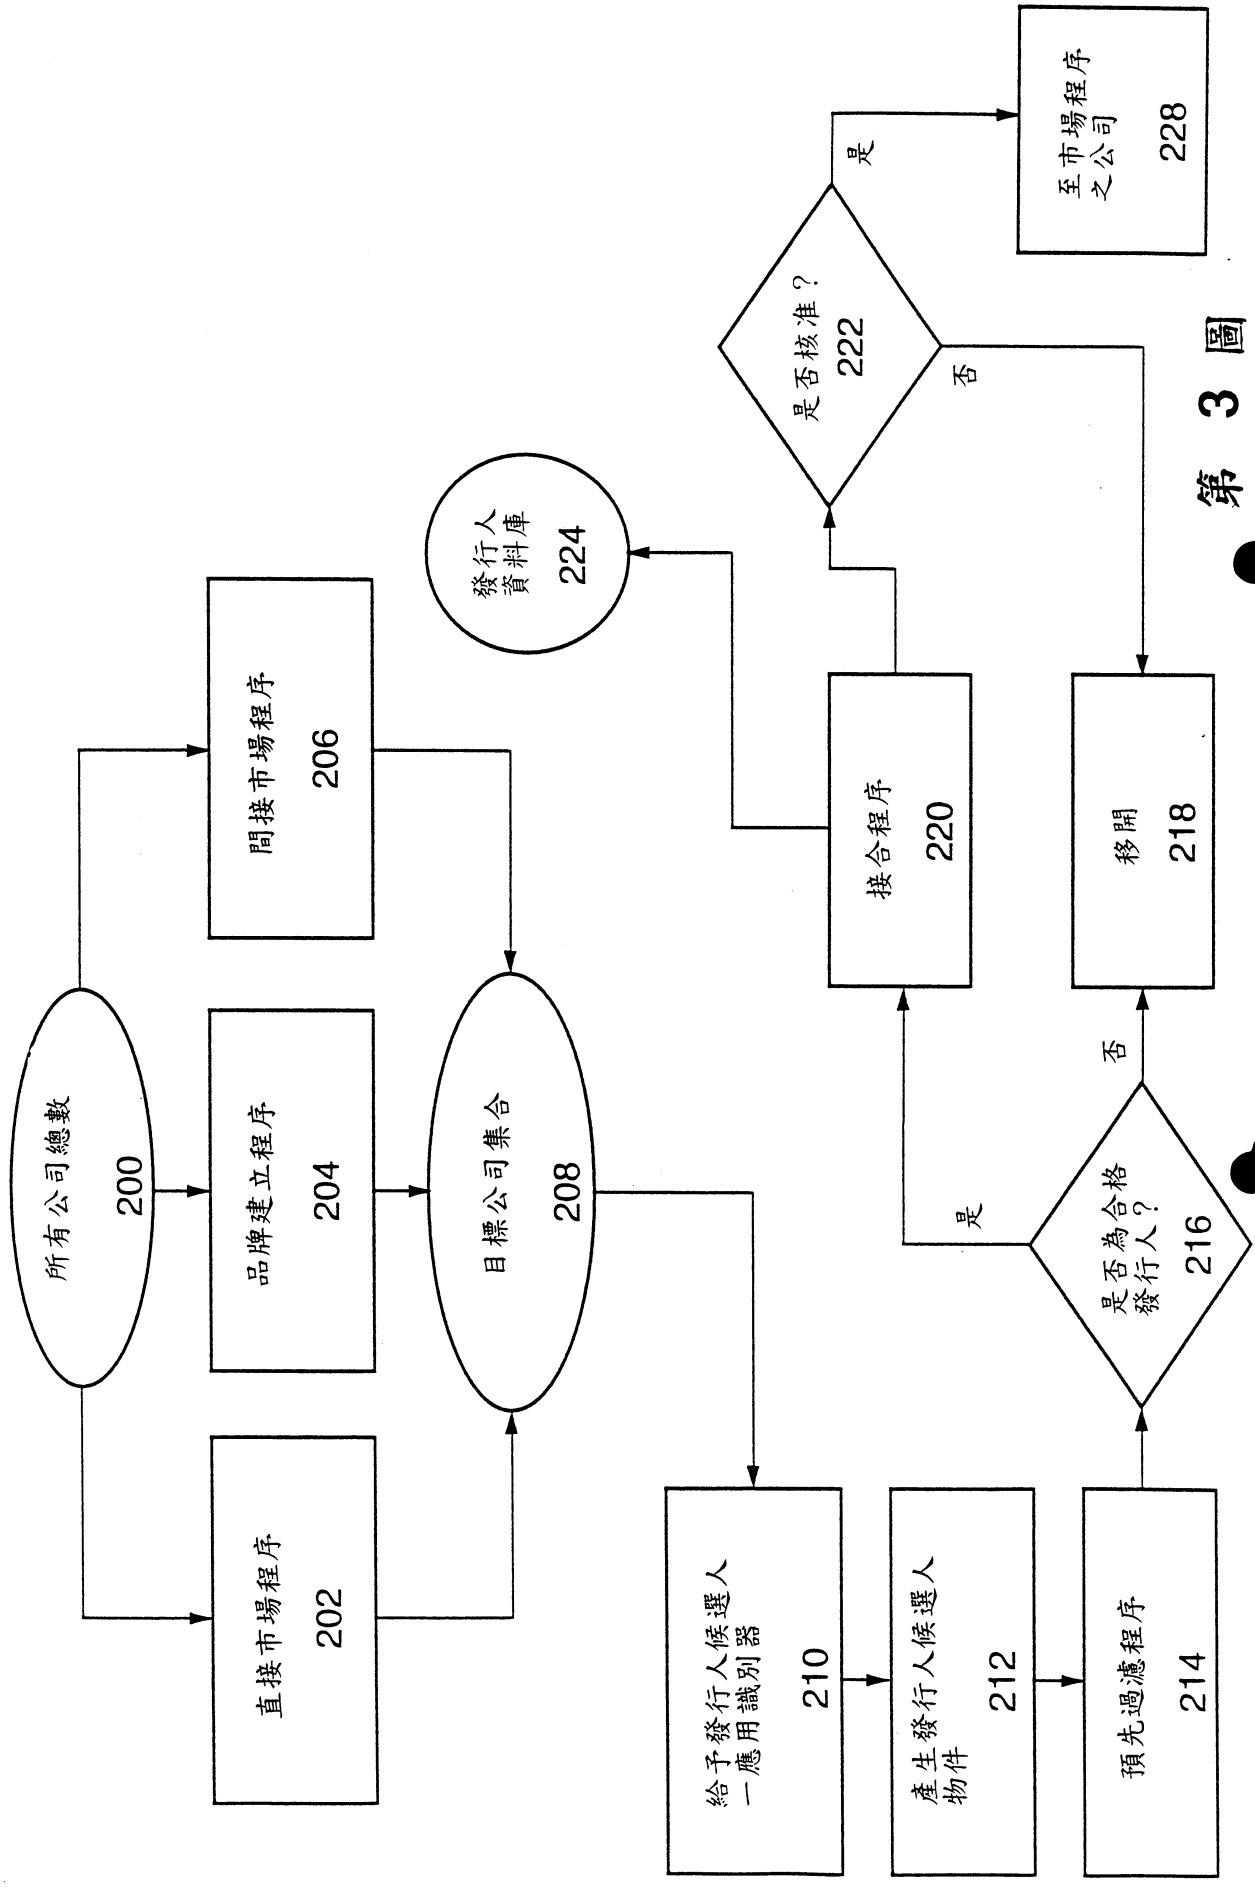 所有公司總數
200
直接市場程序
202
品牌建立程序
204
間接市場程序
206
目標公司集合
208
給予發行人候選人
一應用識別器
210
產生發行人候選人
物件
212
預先過濾程序
214
是否為合格
發行人?
216
是
否
接合程序
220
移開
218
發行人
資料庫
224
是否核准?
222
是
否
至市場程序
之公司
228
第 3 圖